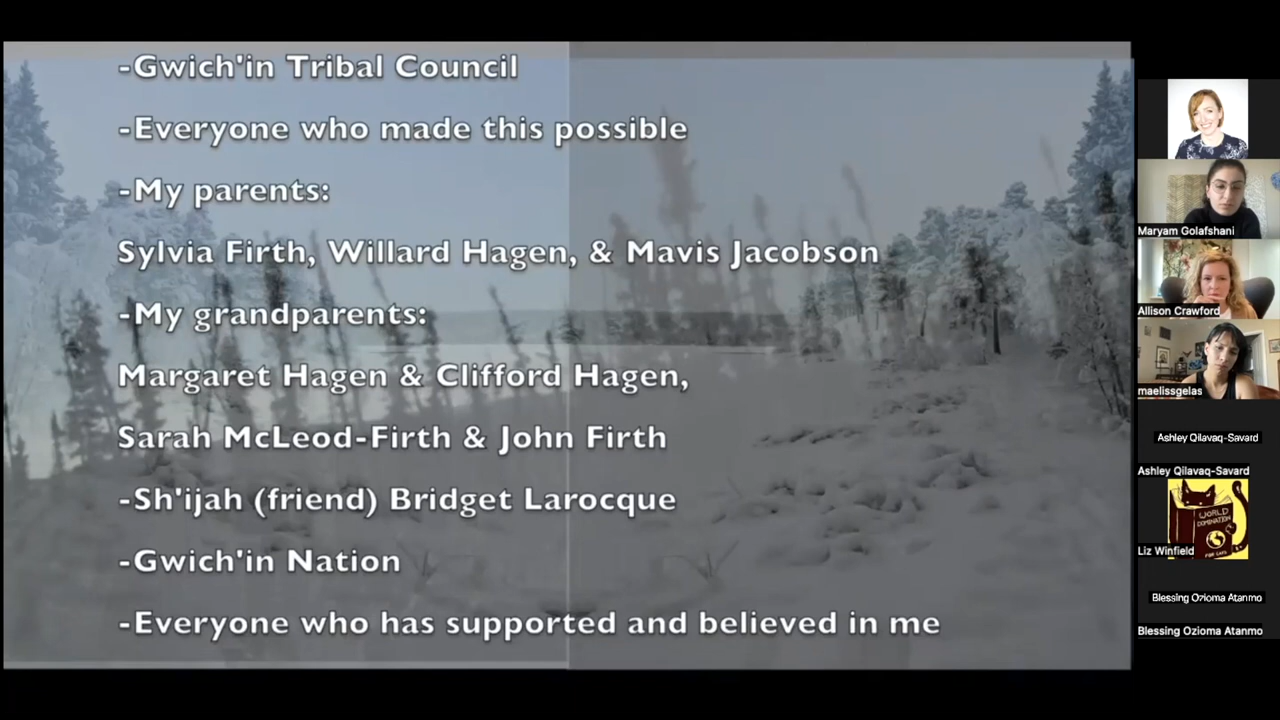 -Gwich'in Tribal Council
-Everyone who made this possible
-My parents:
Sylvia Firth, Willard Hagen, & Mavis Jacobson
-My grandparents:
Margaret Hagen & Clifford Hagen,
Sarah McLeod-Firth & John Firth
-Sh'ijah (friend) Bridget Larocque
-Gwich'in Nation
-Everyone who has supported and believed in me
Maryam Golafshani
Allison Crawford
maelissgelas
Ashley Qilavaq-Savard
Ashley Qilavaq-Savard
WORLD
DOMINATION
FOR CATS
Liz Winfield
Blessing Ozioma Atanmo
Blessing Ozioma Atanmo